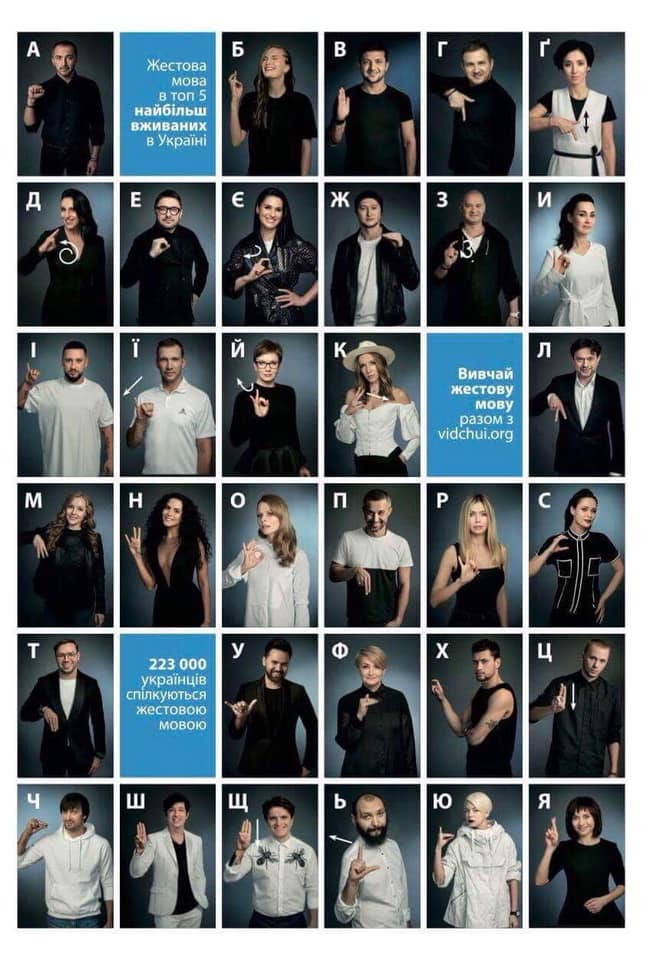 А
Жестова
мова
в топ 5
найбільш
вживаних
в Україні
Б
В
Г
Ґ
Д
Е
Є
Ж
З
И
І
Ї
Й
К
Вивчай
жестову
мову
разом з
vidchui.org
Л
М
Н
О
П
Р
С
Т
223 000
українців
спілкуються
жестовою
мовою
У
Ф
Х
Ц
Ч
Ш
Щ
Ь
Ю
Я